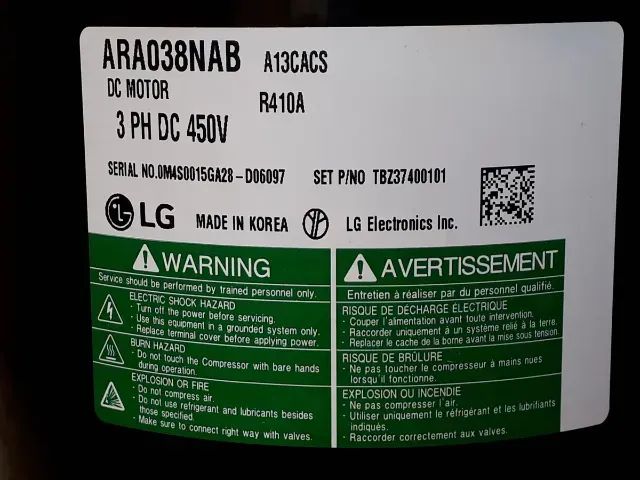 ARA038NAB A13CACS
DC MOTOR R410A
3 PH DC 450V
SERIAL NO.0M4S0015GA28-D06097 SET P/NO TBZ37400101
LG MADE IN KOREA LG Electronics Inc.
WARNING
Service should be performed by trained personnel only.
ELECTRIC SHOCK HAZARD
· Turn off the power before servicing.
· Use this equipment in a grounded system only.
· Replace terminal cover before applying power.
BURN HAZARD
· Do not touch the Compressor with bare hands
during operation.
EXPLOSION OR FIRE
· Do not compress air.
· Do not use refrigerant and lubricants besides
those specified.
· Make sure to connect right way with valves.
AVERTISSEMENT
Entretien à réaliser par du personnel qualifié.
RISQUE DE DÉCHARGE ÉLECTRIQUE
· Couper l'alimentation avant toute intervention.
· Raccorder uniquement à un système relié à la terre.
· Replacer le cache de la borne avant la mise sous tension.
RISQUE DE BRÛLURE
· Ne pas toucher le compresseur à mains nues
lorsqu'il fonctionne.
EXPLOSION OU INCENDIE
· Ne pas compresser l'air.
· Utiliser uniquement le réfrigérant et les lubrifiants
indiqués.
· Raccorder correctement aux valves.